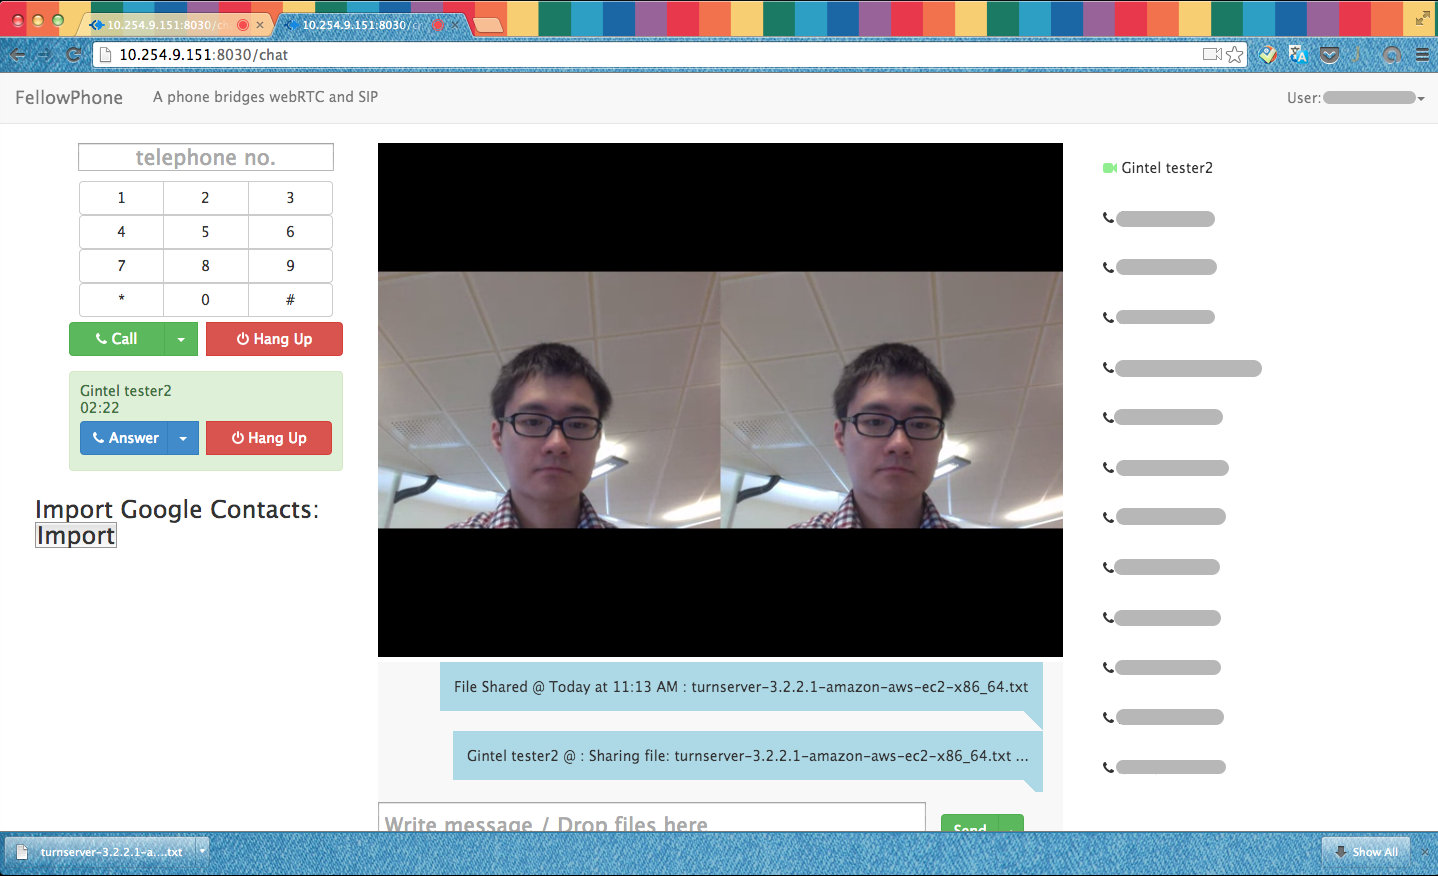 10.254.9.151:8030/ch
10.254.9.151:8030/c
10.254.9.151:8030/chat
FellowPhone
A phone bridges webRTC and SIP
User:
telephone no.
1 2 3
4 5 6
7 8 9
* 0 #
Call
Hang Up
Gintel tester2
02:22
Answer
Hang Up
Import Google Contacts:
Import
Gintel tester2
File Shared @ Today at 11:13 AM : turnserver-3.2.2.1-amazon-aws-ec2-x86_64.txt
Gintel tester2 @ : Sharing file: turnserver-3.2.2.1-amazon-aws-ec2-x86_64.txt ...
Write message / Drop files here
Send
turnserver-3.2.2.1-a....txt
Show All